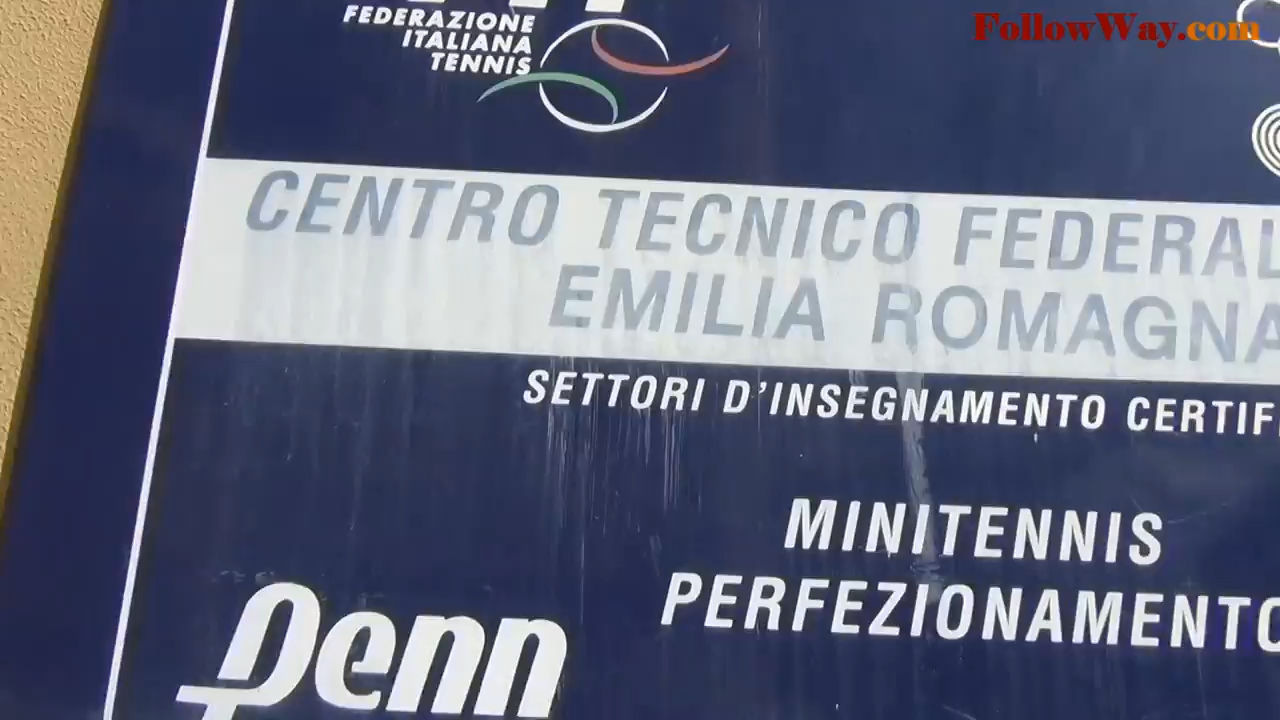 FollowWay.com
FEDERAZIONE
ITALIANA
TENNIS
CENTRO TECNICO FEDERAL
EMILIA ROMAGNA
SETTORI D'INSEGNAMENTO CERTIF
MINITENNIS
PERFEZIONAMENTO
Penn